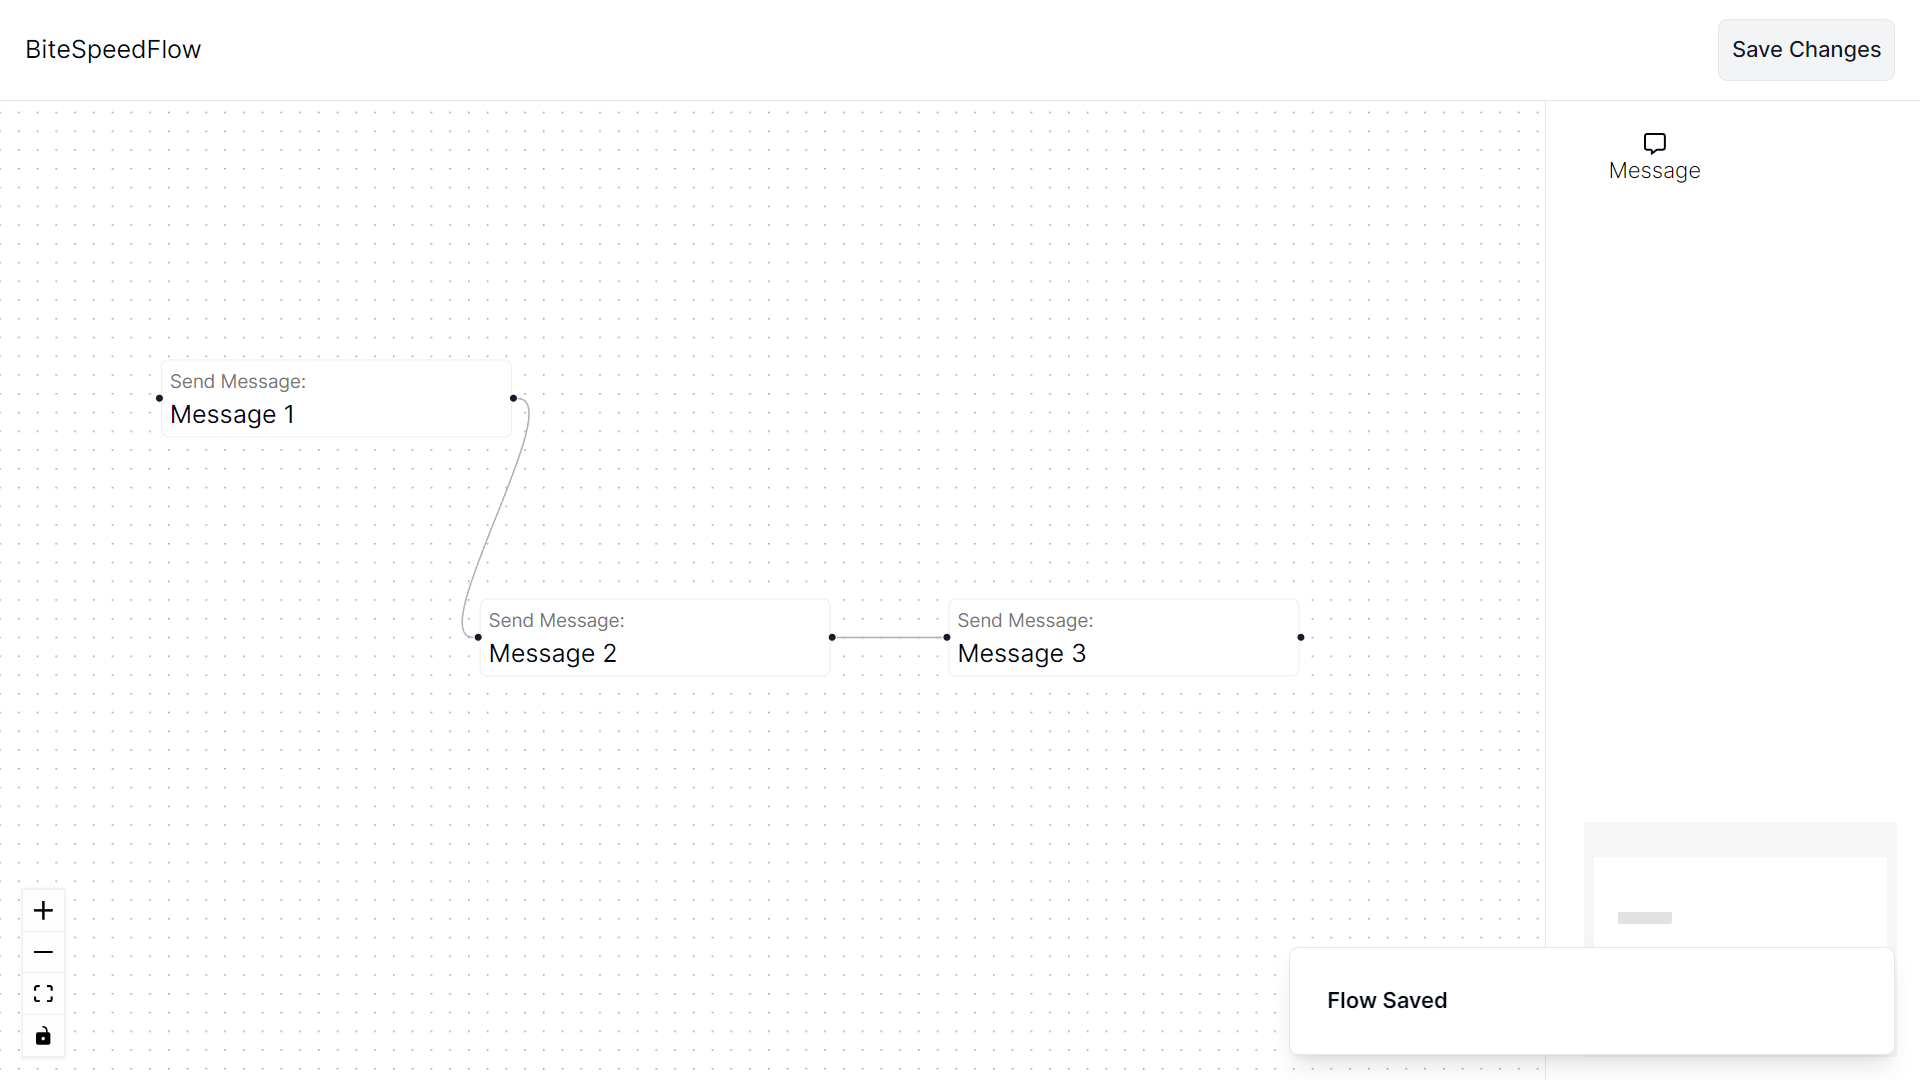 BiteSpeedFlow
Save Changes
Message
Send Message:
Message 1
Send Message:
Message 2
Send Message:
Message 3
Flow Saved